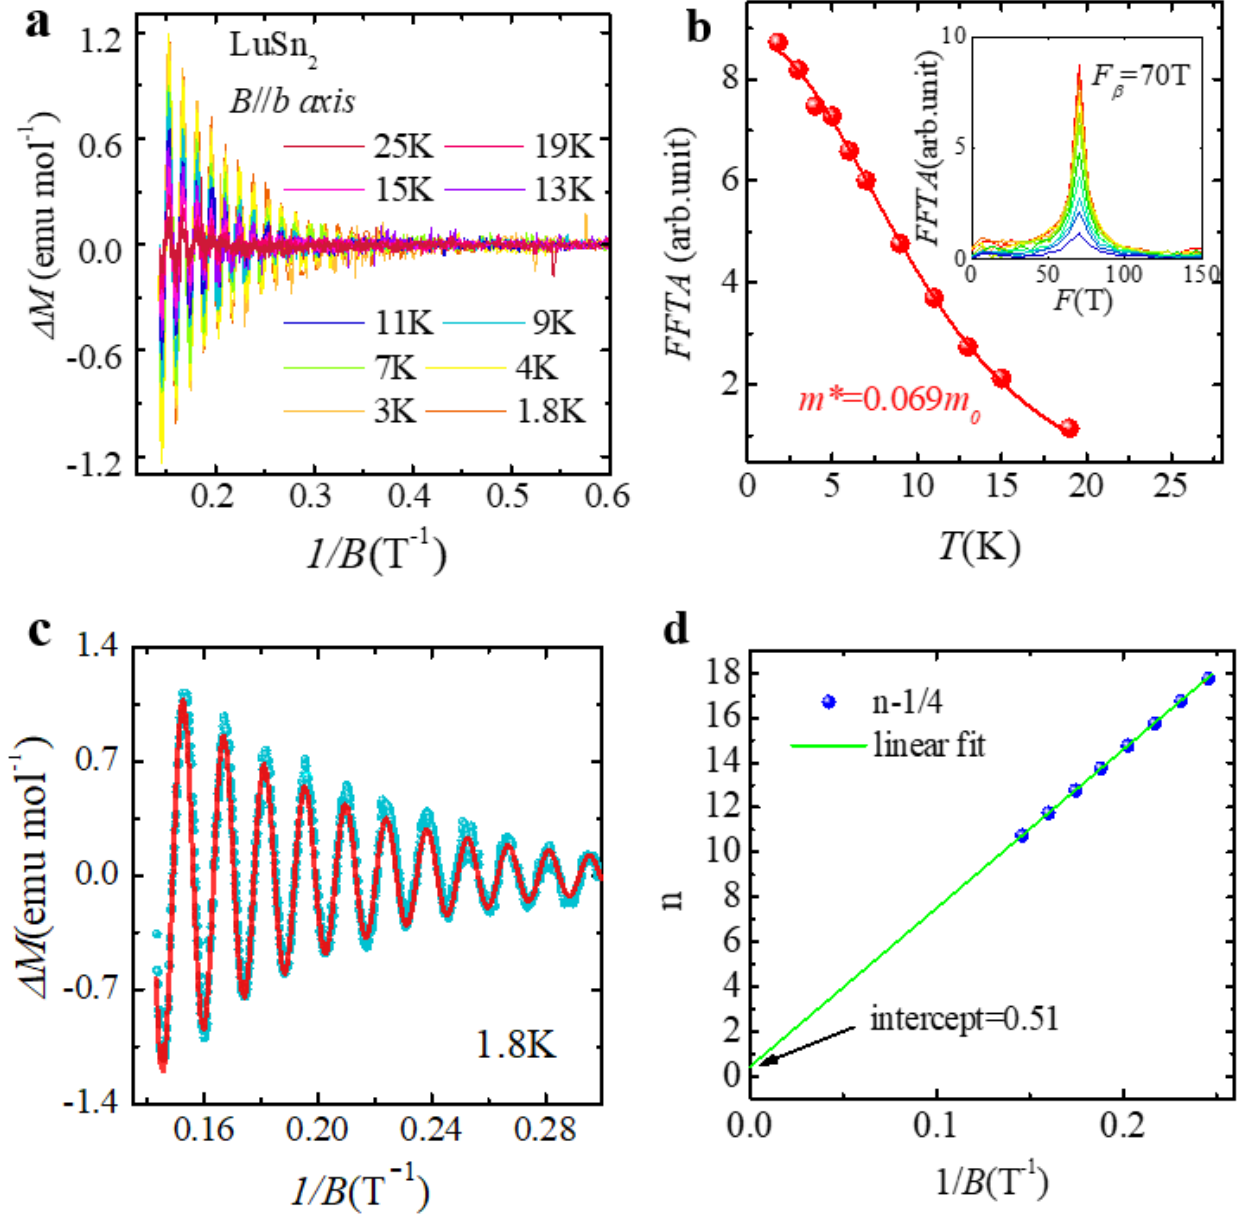 a
LuSn₂
B//b axis
25K 19K
15K 13K
11K 9K
7K 4K
3K 1.8K
1.2
0.6
0.0
-0.6
-1.2
ΔM (emu mol⁻¹)
0.2 0.3 0.4 0.5 0.6
1/B(T⁻¹)
b
8
6
4
2
FFTA (arb.unit)
m*=0.069m₀
0 5 10 15 20 25
T(K)
10
5
0
FFTA(arb.unit)
Fᵦ=70T
0 50 100 150
F(T)
c
1.4
0.7
0.0
-0.7
-1.4
ΔM(emu mol⁻¹)
1.8K
0.16 0.20 0.24 0.28
1/B(T⁻¹)
d
18
16
14
12
10
8
6
4
2
0
n
n-1/4
linear fit
intercept=0.51
0.0 0.1 0.2
1/B(T⁻¹)